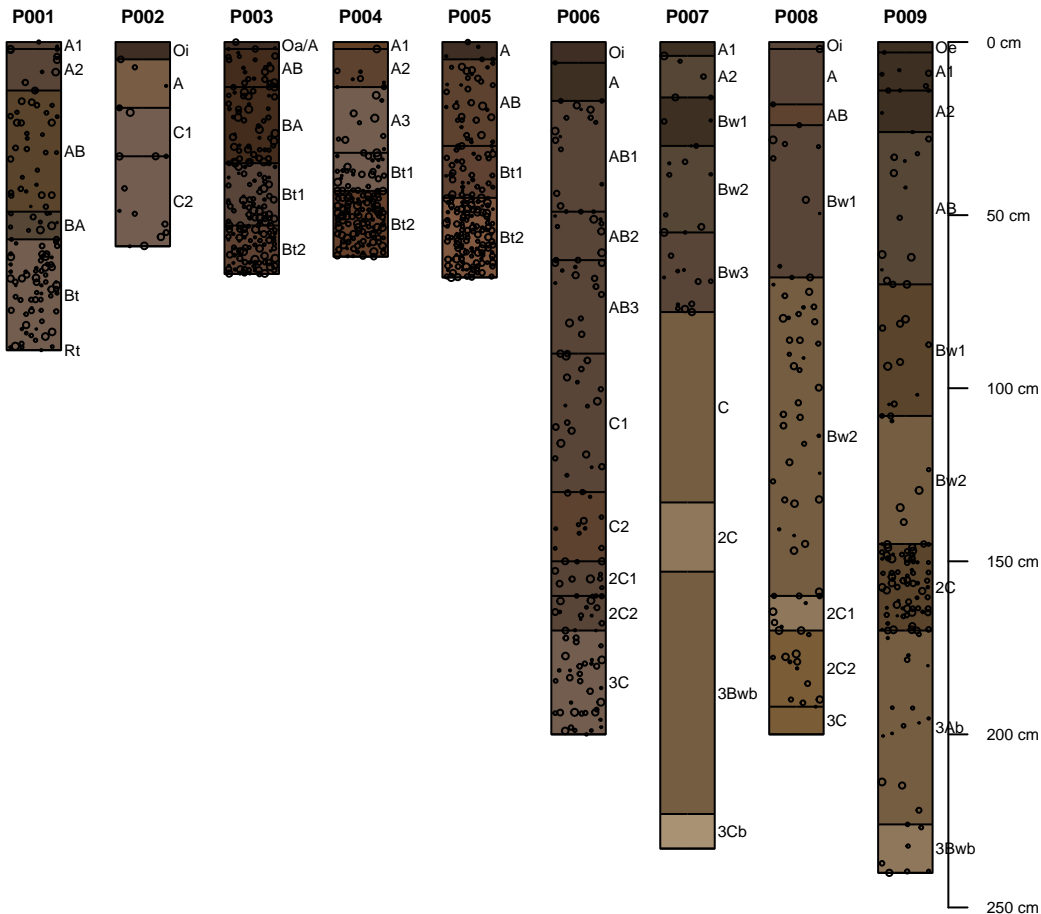 P001 P002 P003 P004 P005 P006 P007 P008 P009
A1
A2
AB
BA
Bt
Rt
Oi
A
C1
C2
Oa/A
AB
BA
Bt1
Bt2
A1
A2
A3
Bt1
Bt2
A
AB
Bt1
Bt2
Oi
A
AB1
AB2
AB3
C1
C2
2C1
2C2
3C
A1
A2
Bw1
Bw2
Bw3
C
2C
3Bwb
3Cb
Oi
A
AB
Bw1
Bw2
2C1
2C2
3C
Oe
A1
A2
AB
Bw1
Bw2
2C
3Ab
3Bwb
0 cm
50 cm
100 cm
150 cm
200 cm
250 cm